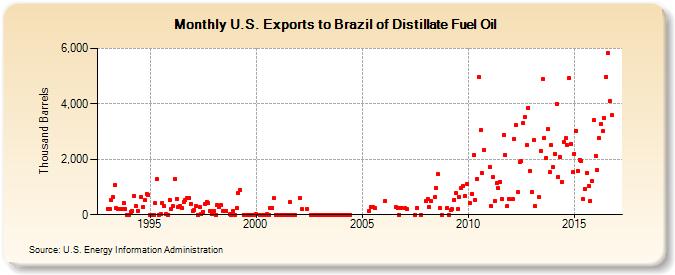 Monthly U.S. Exports to Brazil of Distillate Fuel Oil
Thousand Barrels
6,000
4,000
2,000
0
1995 2000 2005 2010 2015
Source: U.S. Energy Information Administration